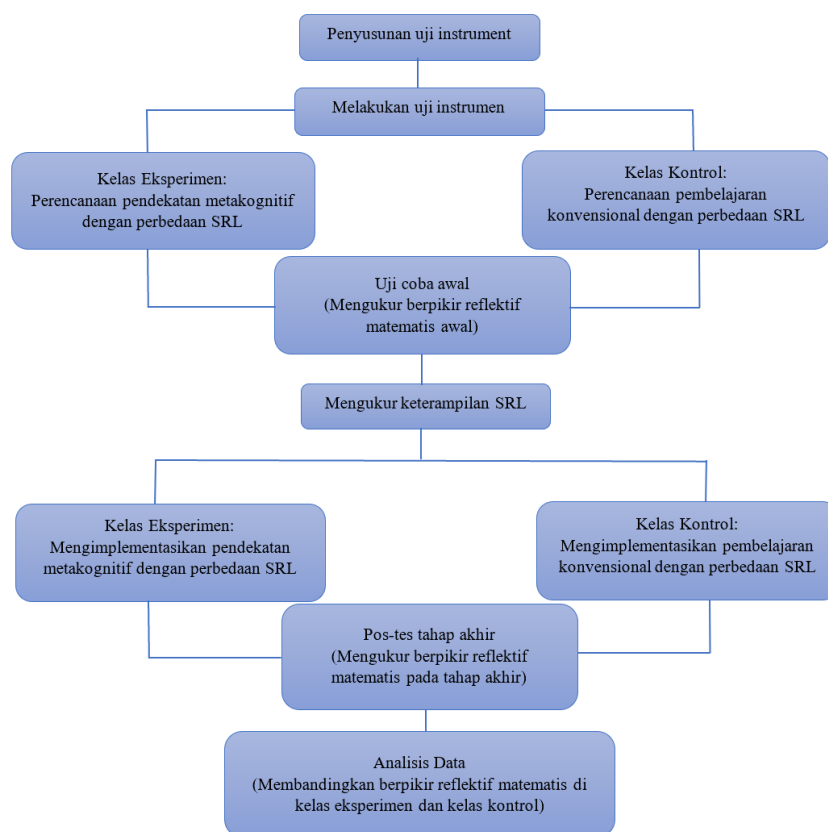 Penyusunan uji instrument
Melakukan uji instrumen
Kelas Eksperimen:
Perencanaan pendekatan metakognitif
dengan perbedaan SRL
Kelas Kontrol:
Perencanaan pembelajaran
konvensional dengan perbedaan SRL
Uji coba awal
(Mengukur berpikir reflektif
matematis awal)
Mengukur keterampilan SRL
Kelas Eksperimen:
Mengimplementasikan pendekatan
metakognitif dengan perbedaan SRL
Kelas Kontrol:
Mengimplementasikan pembelajaran
konvensional dengan perbedaan SRL
Pos-tes tahap akhir
(Mengukur berpikir reflektif
matematis pada tahap akhir)
Analisis Data
(Membandingkan berpikir reflektif matematis di
kelas eksperimen dan kelas kontrol)